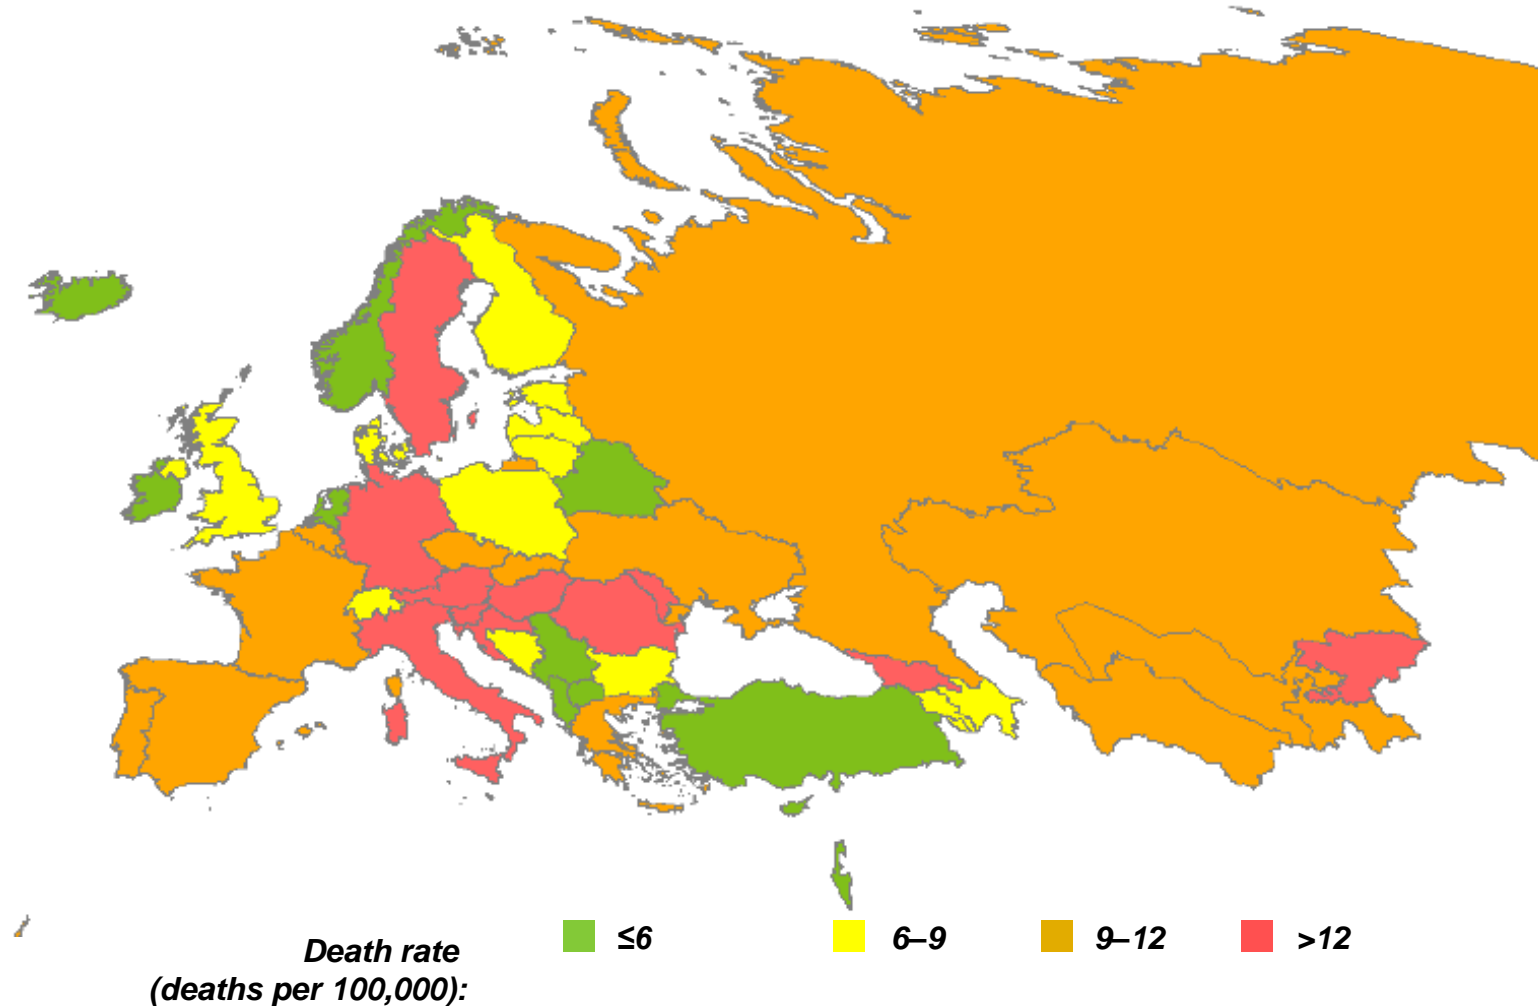 ≤6
6–9
9–12
>12
Death rate
(deaths per 100,000):